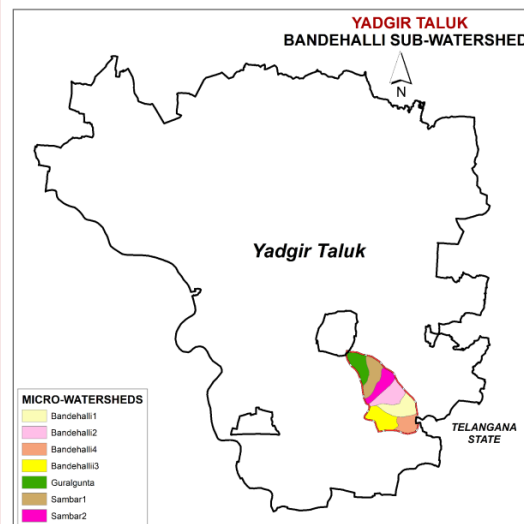 YADGIR TALUK
BANDEHALLI SUB-WATERSHED
N
Yadgir Taluk
TELANGANA
STATE
MICRO-WATERSHEDS
Bandehalli1
Bandehalli2
Bandehalli4
Bandehallii3
Guralgunta
Sambar1
Sambar2